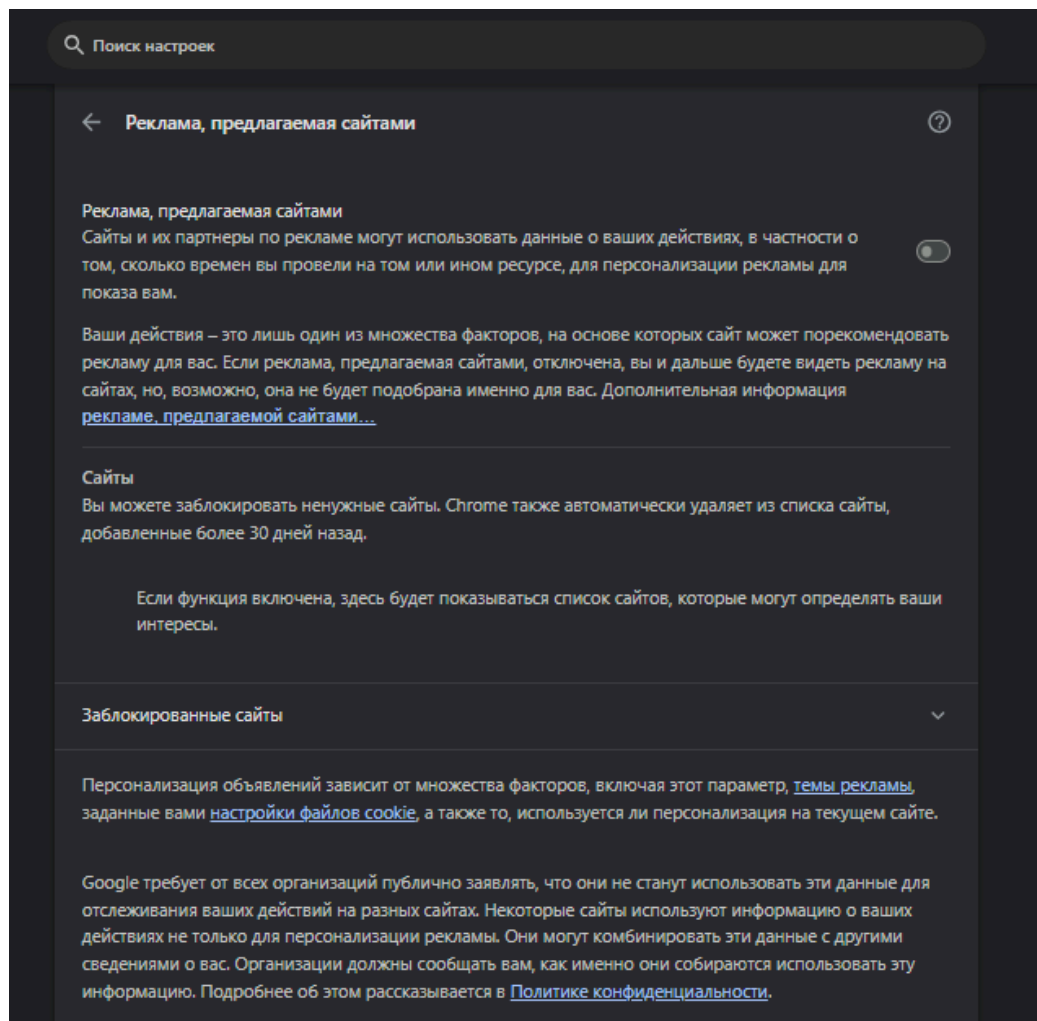 Поиск настроек
Реклама, предлагаемая сайтами
Реклама, предлагаемая сайтами
Сайты и их партнеры по рекламе могут использовать данные о ваших действиях, в частности о
том, сколько времен вы провели на том или ином ресурсе, для персонализации рекламы для
показа вам.
Ваши действия – это лишь один из множества факторов, на основе которых сайт может порекомендовать
рекламу для вас. Если реклама, предлагаемая сайтами, отключена, вы и дальше будете видеть рекламу на
сайтах, но, возможно, она не будет подобрана именно для вас. Дополнительная информация
рекламе, предлагаемой сайтами…
Сайты
Вы можете заблокировать ненужные сайты. Chrome также автоматически удаляет из списка сайты,
добавленные более 30 дней назад.
Если функция включена, здесь будет показываться список сайтов, которые могут определять ваши
интересы.
Заблокированные сайты
Персонализация объявлений зависит от множества факторов, включая этот параметр, темы рекламы,
заданные вами настройки файлов cookie, а также то, используется ли персонализация на текущем сайте.
Google требует от всех организаций публично заявлять, что они не станут использовать эти данные для
отслеживания ваших действий на разных сайтах. Некоторые сайты используют информацию о ваших
действиях не только для персонализации рекламы. Они могут комбинировать эти данные с другими
сведениями о вас. Организации должны сообщать вам, как именно они собираются использовать эту
информацию. Подробнее об этом рассказывается в Политике конфиденциальности.